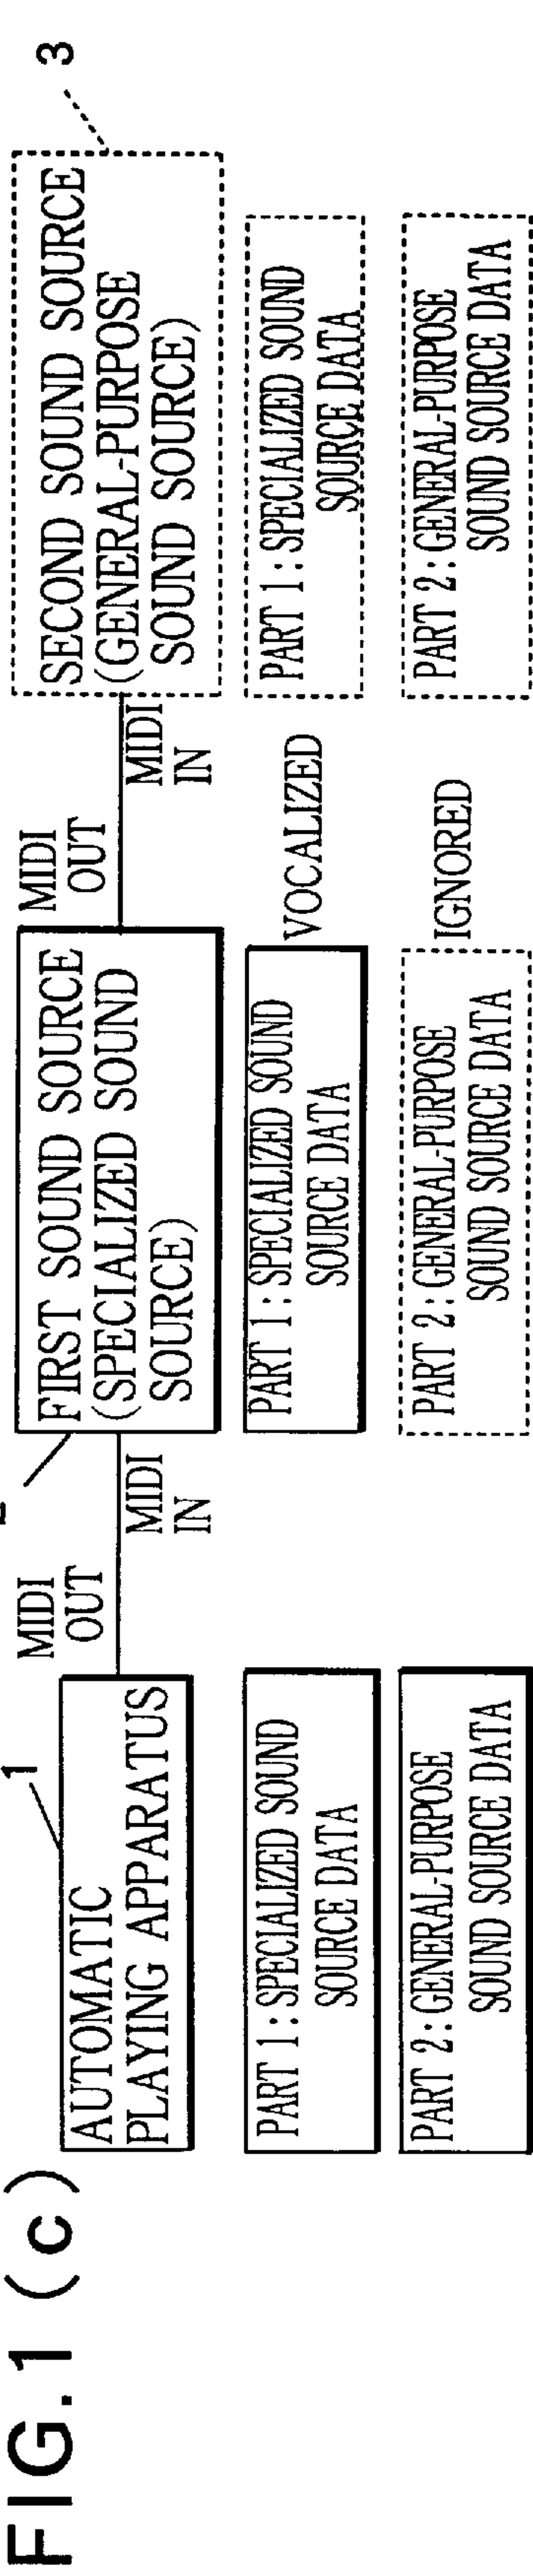 FIG.1 (c)
1
AUTOMATIC
PLAYING APPARATUS
MIDI
OUT
MIDI
IN
FIRST SOUND SOURCE
(SPECIALIZED SOUND
SOURCE)
MIDI
OUT
MIDI
IN
3
SECOND SOUND SOURCE
(GENERAL-PURPOSE
SOUND SOURCE)
PART 1: SPECIALIZED SOUND
SOURCE DATA
PART 1: SPECIALIZED SOUND
SOURCE DATA
VOCALIZED
PART 1: SPECIALIZED SOUND
SOURCE DATA
PART 2: GENERAL-PURPOSE
SOUND SOURCE DATA
PART 2: GENERAL-PURPOSE
SOUND SOURCE DATA
IGNORED
PART 2: GENERAL-PURPOSE
SOUND SOURCE DATA